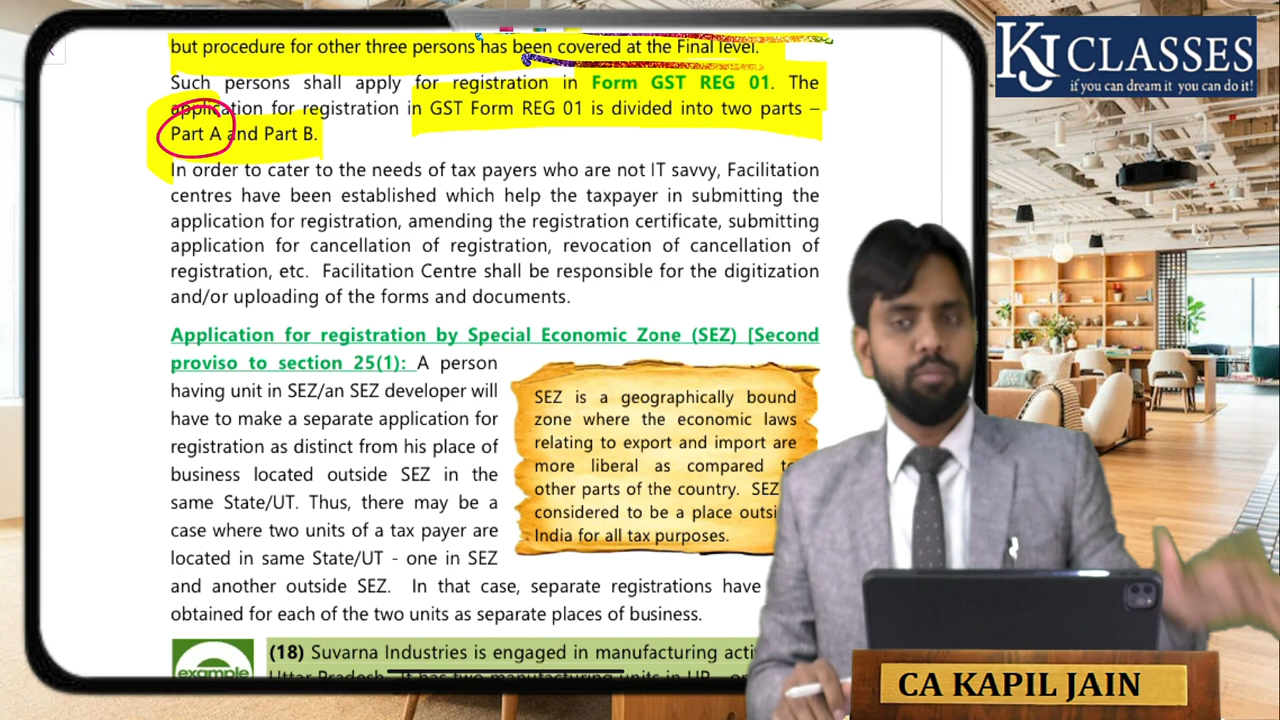 but procedure for other three persons has been covered at the Final level.
Such persons shall apply for registration in Form GST REG 01. The
application for registration in GST Form REG 01 is divided into two parts –
Part A and Part B.
In order to cater to the needs of tax payers who are not IT savvy, Facilitation
centres have been established which help the taxpayer in submitting the
application for registration, amending the registration certificate, submitting
application for cancellation of registration, revocation of cancellation of
registration, etc. Facilitation Centre shall be responsible for the digitization
and/or uploading of the forms and documents.
Application for registration by Special Economic Zone (SEZ) [Second
proviso to section 25(1): A person
having unit in SEZ/an SEZ developer will
have to make a separate application for
registration as distinct from his place of
business located outside SEZ in the
same State/UT. Thus, there may be a
case where two units of a tax payer are
located in same State/UT - one in SEZ
and another outside SEZ. In that case, separate registrations have
obtained for each of the two units as separate places of business.
SEZ is a geographically bound
zone where the economic laws
relating to export and import are
more liberal as compared to
other parts of the country. SEZ
considered to be a place outsi
India for all tax purposes.
example
(18) Suvarna Industries is engaged in manufacturing acti
Uttar Pradesh. It has two manufacturing units in UP - o
KJ CLASSES
if you can dream it you can do it!
CA KAPIL JAIN